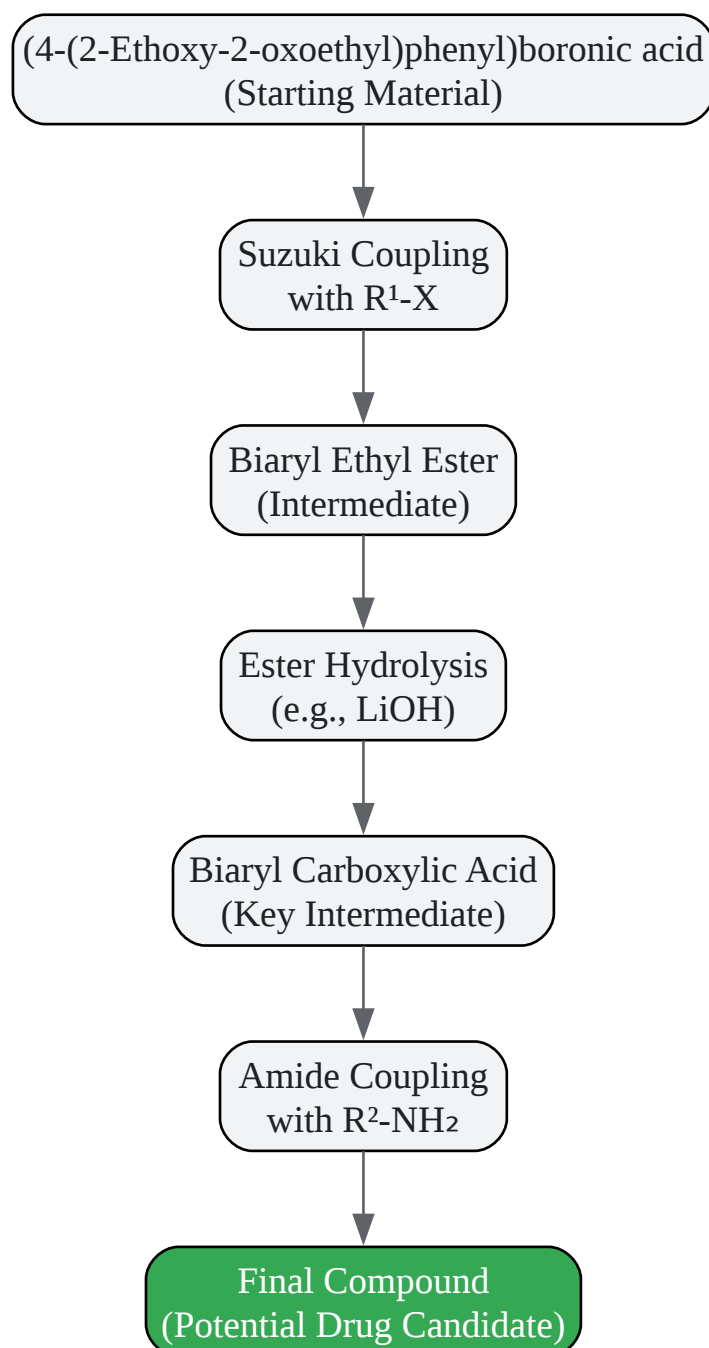 (4-(2-Ethoxy-2-oxoethyl)phenyl)boronic acid
(Starting Material)
Suzuki Coupling
with R¹-X
Biaryl Ethyl Ester
(Intermediate)
Ester Hydrolysis
(e.g., LiOH)
Biaryl Carboxylic Acid
(Key Intermediate)
Amide Coupling
with R²-NH₂
Final Compound
(Potential Drug Candidate)